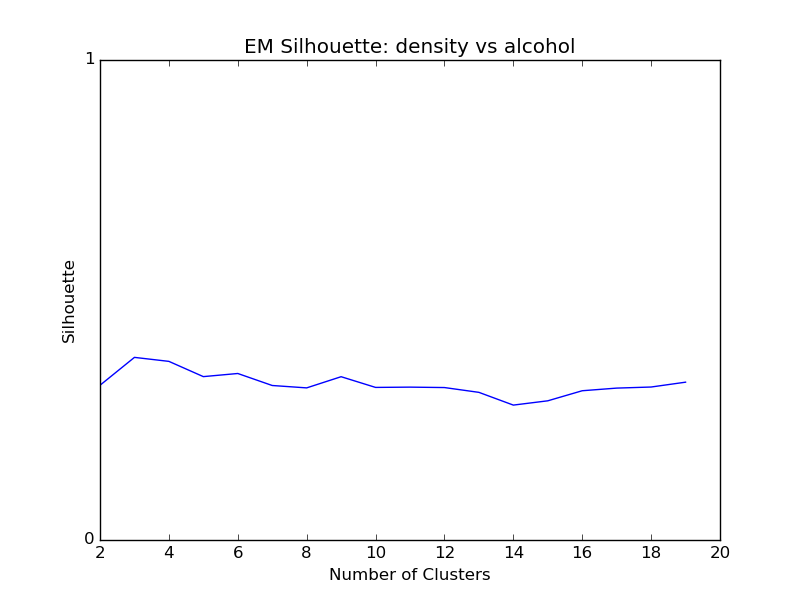 EM Silhouette: density vs alcohol
1
Silhouette
0
2 4 6 8 10 12 14 16 18 20
Number of Clusters